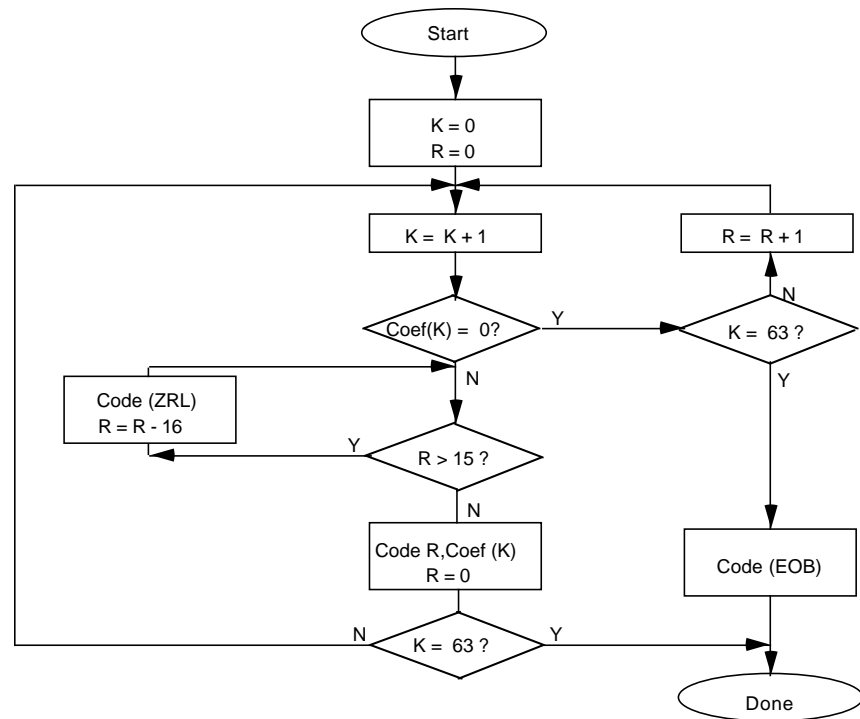 Start
K = 0
R = 0
K = K + 1
R = R + 1
N
Coef(K) = 0?
Y
K = 63 ?
N
Y
Code (ZRL)
R = R - 16
Y
R > 15 ?
N
Code R,Coef (K)
R = 0
Code (EOB)
N
K = 63 ?
Y
Done